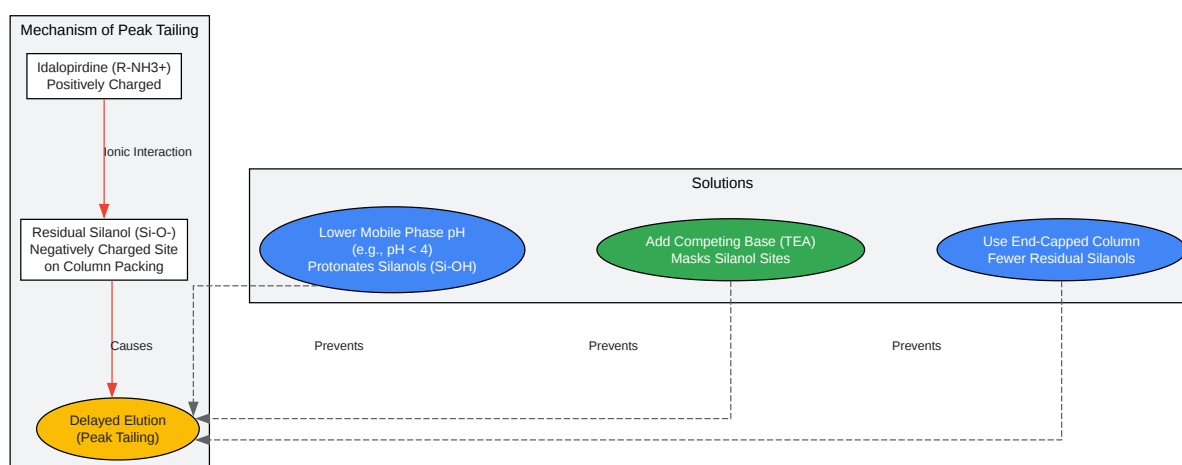 Mechanism of Peak Tailing
Idalopirdine (R-NH3+)
Positively Charged
Ionic Interaction
Residual Silanol (Si-O-)
Negatively Charged Site
on Column Packing
Causes
Delayed Elution
(Peak Tailing)
Solutions
Lower Mobile Phase pH
(e.g., pH < 4)
Protonates Silanols (Si-OH)
Add Competing Base (TEA)
Masks Silanol Sites
Use End-Capped Column
Fewer Residual Silanols
Prevents
Prevents
Prevents